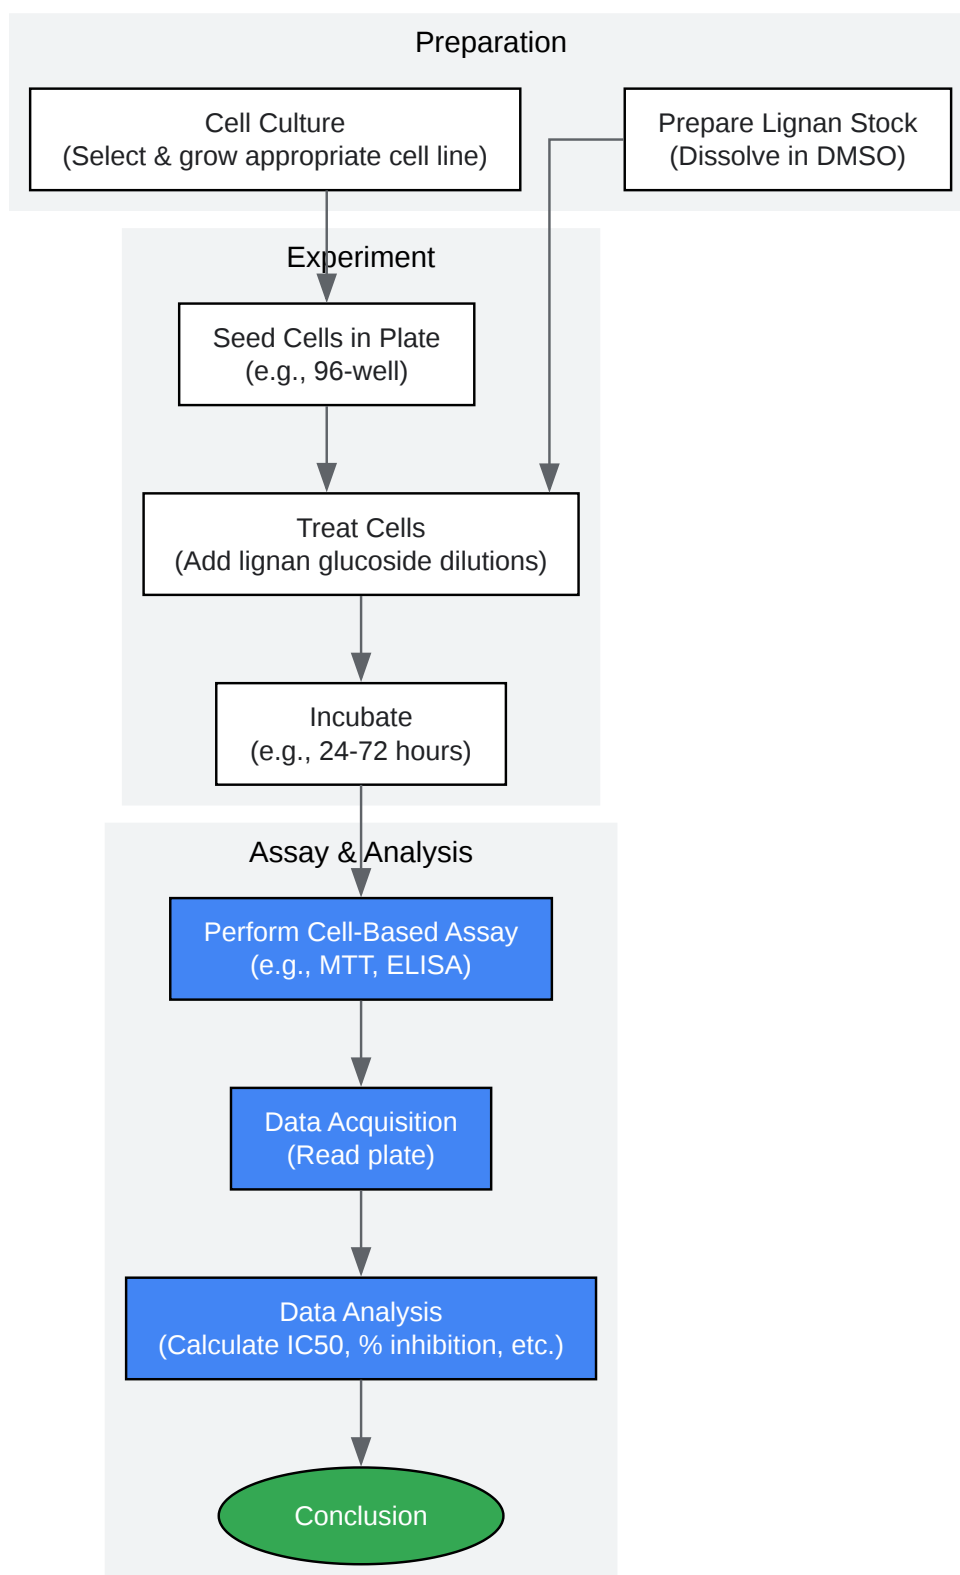 Preparation
Cell Culture
(Select & grow appropriate cell line)
Prepare Lignan Stock
(Dissolve in DMSO)
Experiment
Seed Cells in Plate
(e.g., 96-well)
Treat Cells
(Add lignan glucoside dilutions)
Incubate
(e.g., 24-72 hours)
Assay & Analysis
Perform Cell-Based Assay
(e.g., MTT, ELISA)
Data Acquisition
(Read plate)
Data Analysis
(Calculate IC50, % inhibition, etc.)
Conclusion